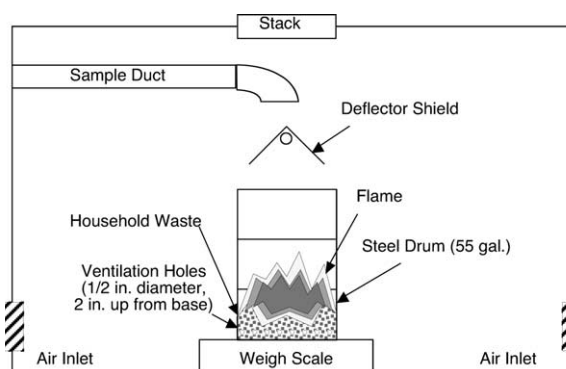 Stack
Sample Duct
Deflector Shield
Household Waste
Flame
Ventilation Holes
(1/2 in. diameter,
2 in. up from base)
Steel Drum (55 gal.)
Air Inlet
Weigh Scale
Air Inlet